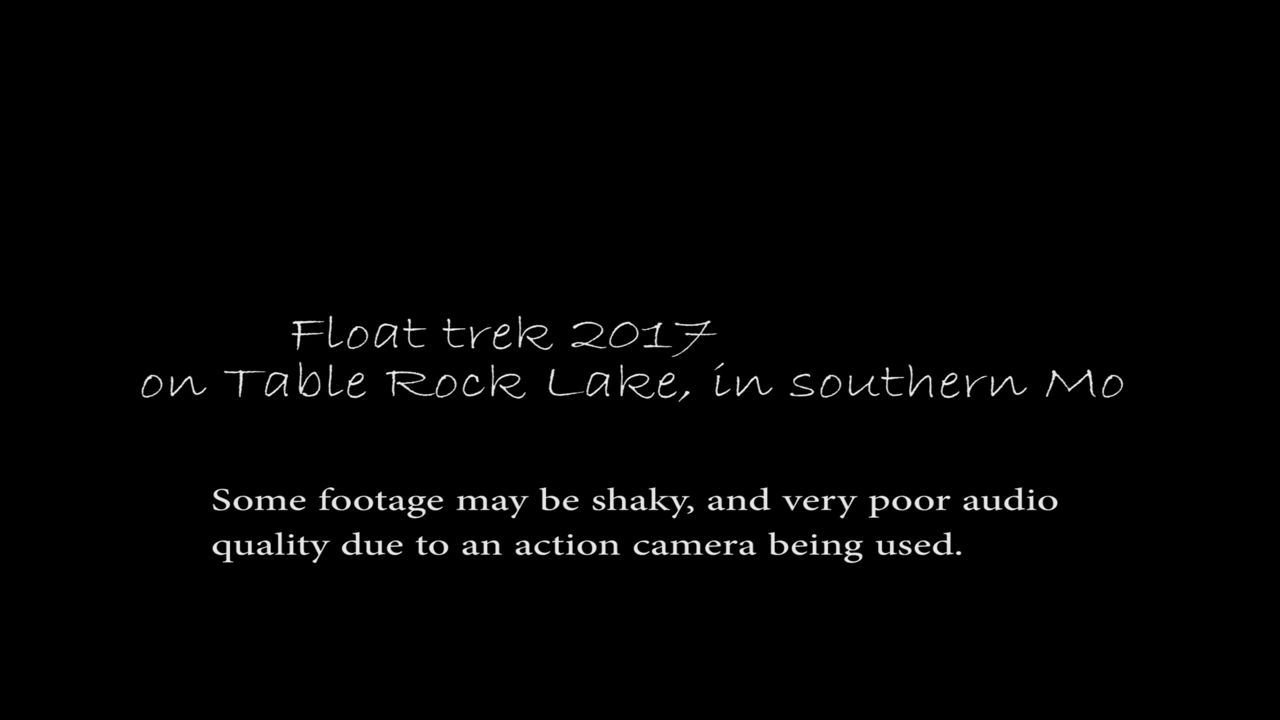 Float trek 2017
on Table Rock Lake, in southern Mo
Some footage may be shaky, and very poor audio
quality due to an action camera being used.